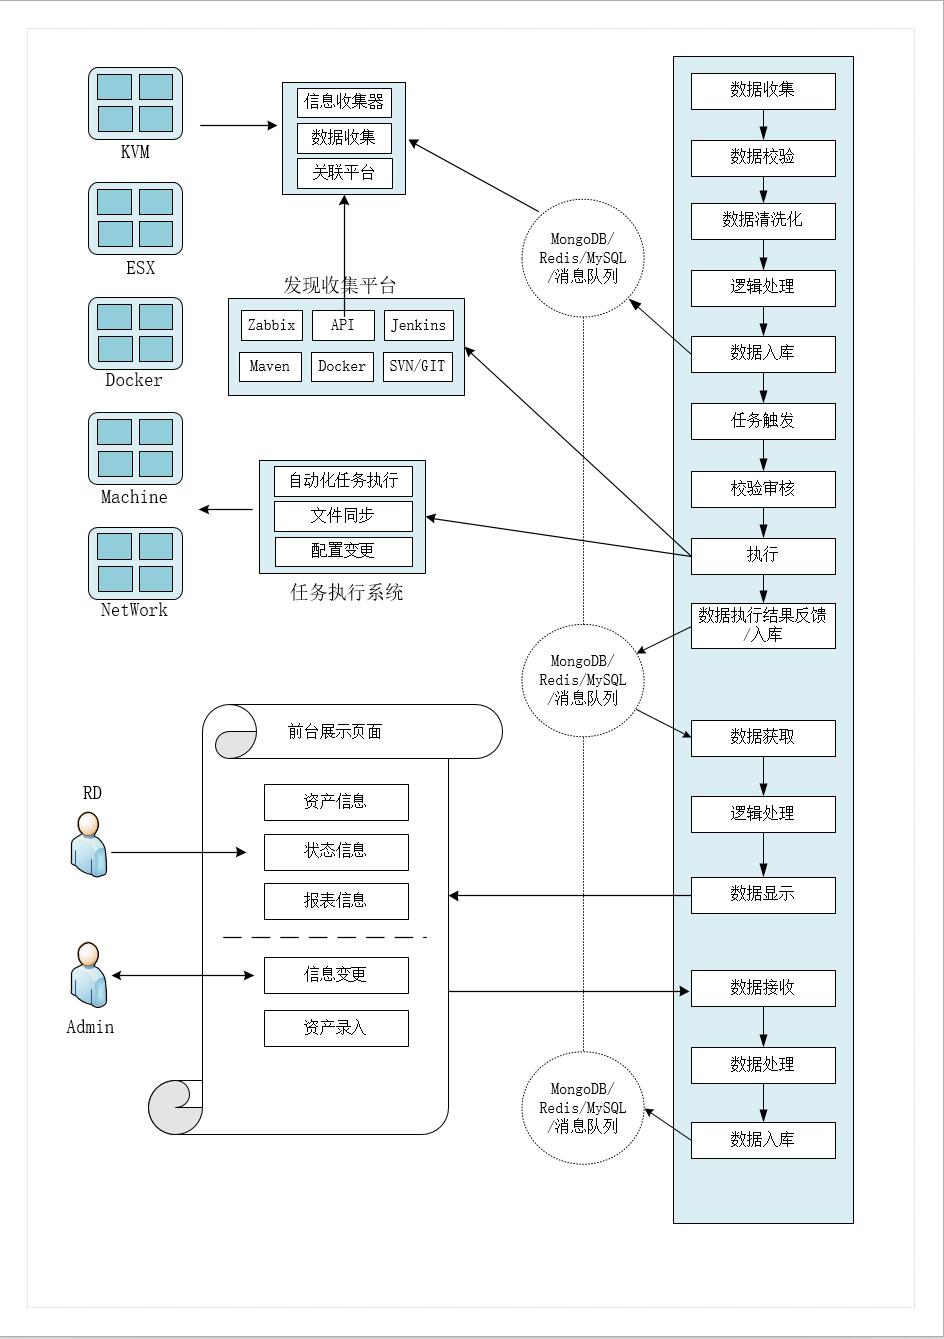 KVM
ESX
Docker
Machine
NetWork
信息收集器
数据收集
关联平台
发现收集平台
Zabbix
API
Jenkins
Maven
Docker
SVN/GIT
自动化任务执行
文件同步
配置变更
任务执行系统
MongoDB/
Redis/MySQL
/消息队列
MongoDB/
Redis/MySQL
/消息队列
MongoDB/
Redis/MySQL
/消息队列
数据收集
数据校验
数据清洗化
逻辑处理
数据入库
任务触发
校验审核
执行
数据执行结果反馈
/入库
数据获取
逻辑处理
数据显示
数据接收
数据处理
数据入库
前台展示页面
资产信息
状态信息
报表信息
信息变更
资产录入
RD
Admin